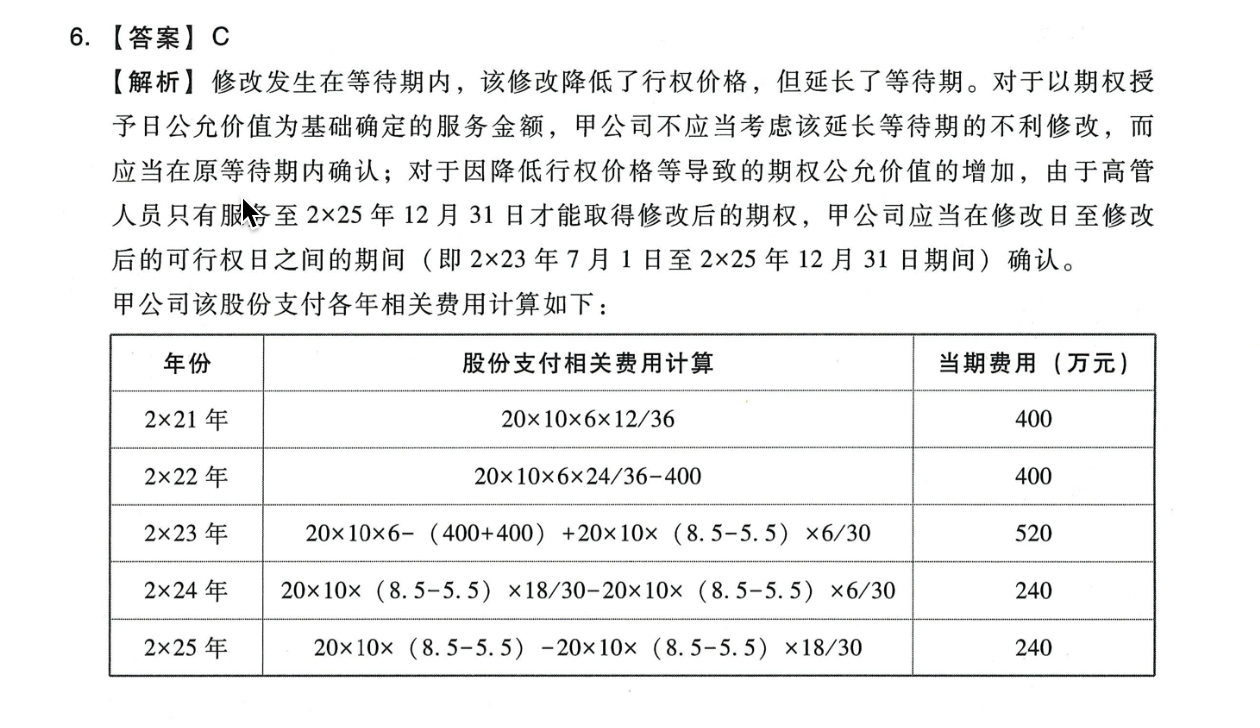 6. 【答案】C
【解析】修改发生在等待期内，该修改降低了行权价格，但延长了等待期。对于以期权授
予日公允价值为基础确定的服务金额，甲公司不应当考虑该延长等待期的不利修改，而
应当在原等待期内确认；对于因降低行权价格等导致的期权公允价值的增加，由于高管
人员只有服务至 2×25 年 12 月 31 日才能取得修改后的期权，甲公司应当在修改日至修改
后的可行权日之间的期间（即 2×23 年 7 月 1 日至 2×25 年 12 月 31 日期间）确认。
甲公司该股份支付各年相关费用计算如下：
年份 股份支付相关费用计算 当期费用（万元）
2×21 年 20×10×6×12/36 400
2×22 年 20×10×6×24/36-400 400
2×23 年 20×10×6-（400+400）+20×10×（8.5-5.5）×6/30 520
2×24 年 20×10×（8.5-5.5）×18/30-20×10×（8.5-5.5）×6/30 240
2×25 年 20×10×（8.5-5.5）-20×10×（8.5-5.5）×18/30 240